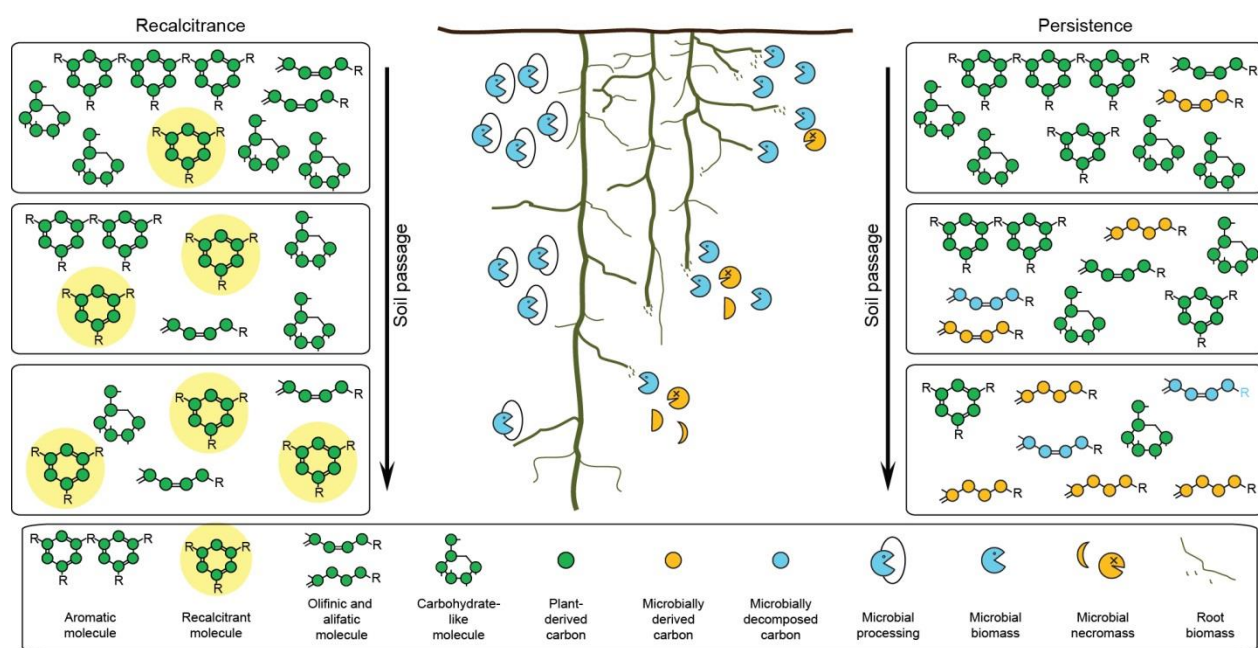 Recalcitrance
Persistence
R R R R
R
R
R
R
R R
R
R R
R
R R R
R R
R
R
R R
R
R
R R
R
R
R R
R
R R
R
R
R
R R R R
R
R
R
R
R R
R
R R R
R R
R
R
R
R R
R
R
R R
R
R
R
R
R
R
R
Soil passage
Soil passage
R R R
R R
R R
R
R
R
Aromatic
molecule
Recalcitrant
molecule
Olifinic and
alifatic molecule
Carbohydrate-
like molecule
Plant-
derived carbon
Microbially
derived carbon
Microbially
decomposed carbon
Microbial
processing
Microbial
biomass
Microbial
necromass
Root
biomass